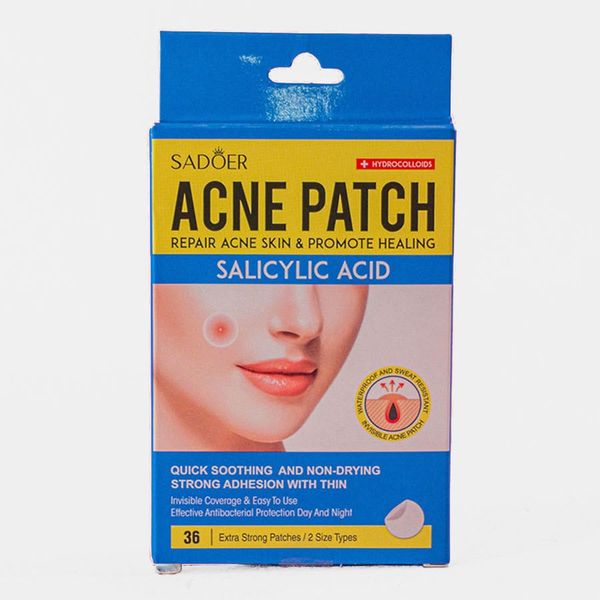 SADOER
HYDROCOLLOIDS
ACNE PATCH
REPAIR ACNE SKIN & PROMOTE HEALING
SALICYLIC ACID
WATERPROOF AND SWEAT RESISTANT
INVISIBLE ACNE PATCH
QUICK SOOTHING AND NON-DRYING
STRONG ADHESION WITH THIN
Invisible Coverage & Easy To Use
Effective Antibacterial Protection Day And Night
36 Extra Strong Patches / 2 Size Types